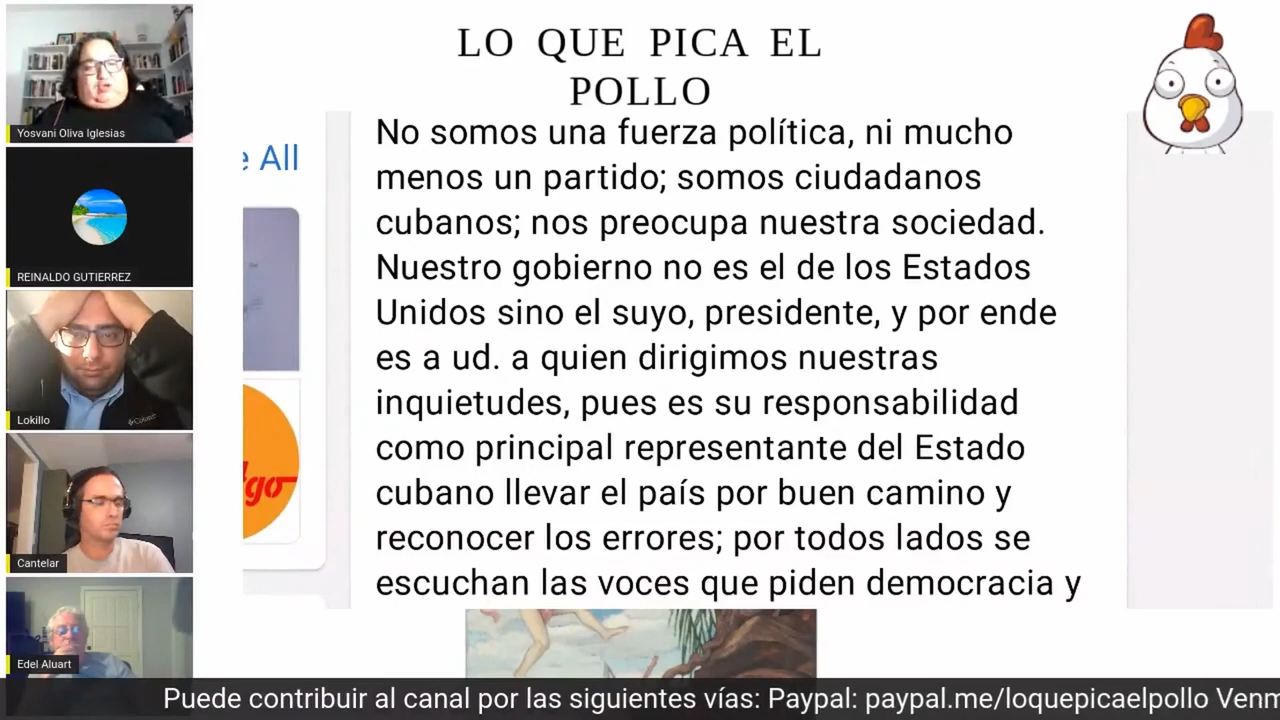 LO QUE PICA EL
POLLO
Yosvani Oliva Iglesias
REINALDO GUTIERREZ
Lokillo
Cantelar
Edel Aluart
e All
go
No somos una fuerza política, ni mucho
menos un partido; somos ciudadanos
cubanos; nos preocupa nuestra sociedad.
Nuestro gobierno no es el de los Estados
Unidos sino el suyo, presidente, y por ende
es a ud. a quien dirigimos nuestras
inquietudes, pues es su responsabilidad
como principal representante del Estado
cubano llevar el país por buen camino y
reconocer los errores; por todos lados se
escuchan las voces que piden democracia y
Puede contribuir al canal por las siguientes vías: Paypal: paypal.me/loquepicaelpollo Venm